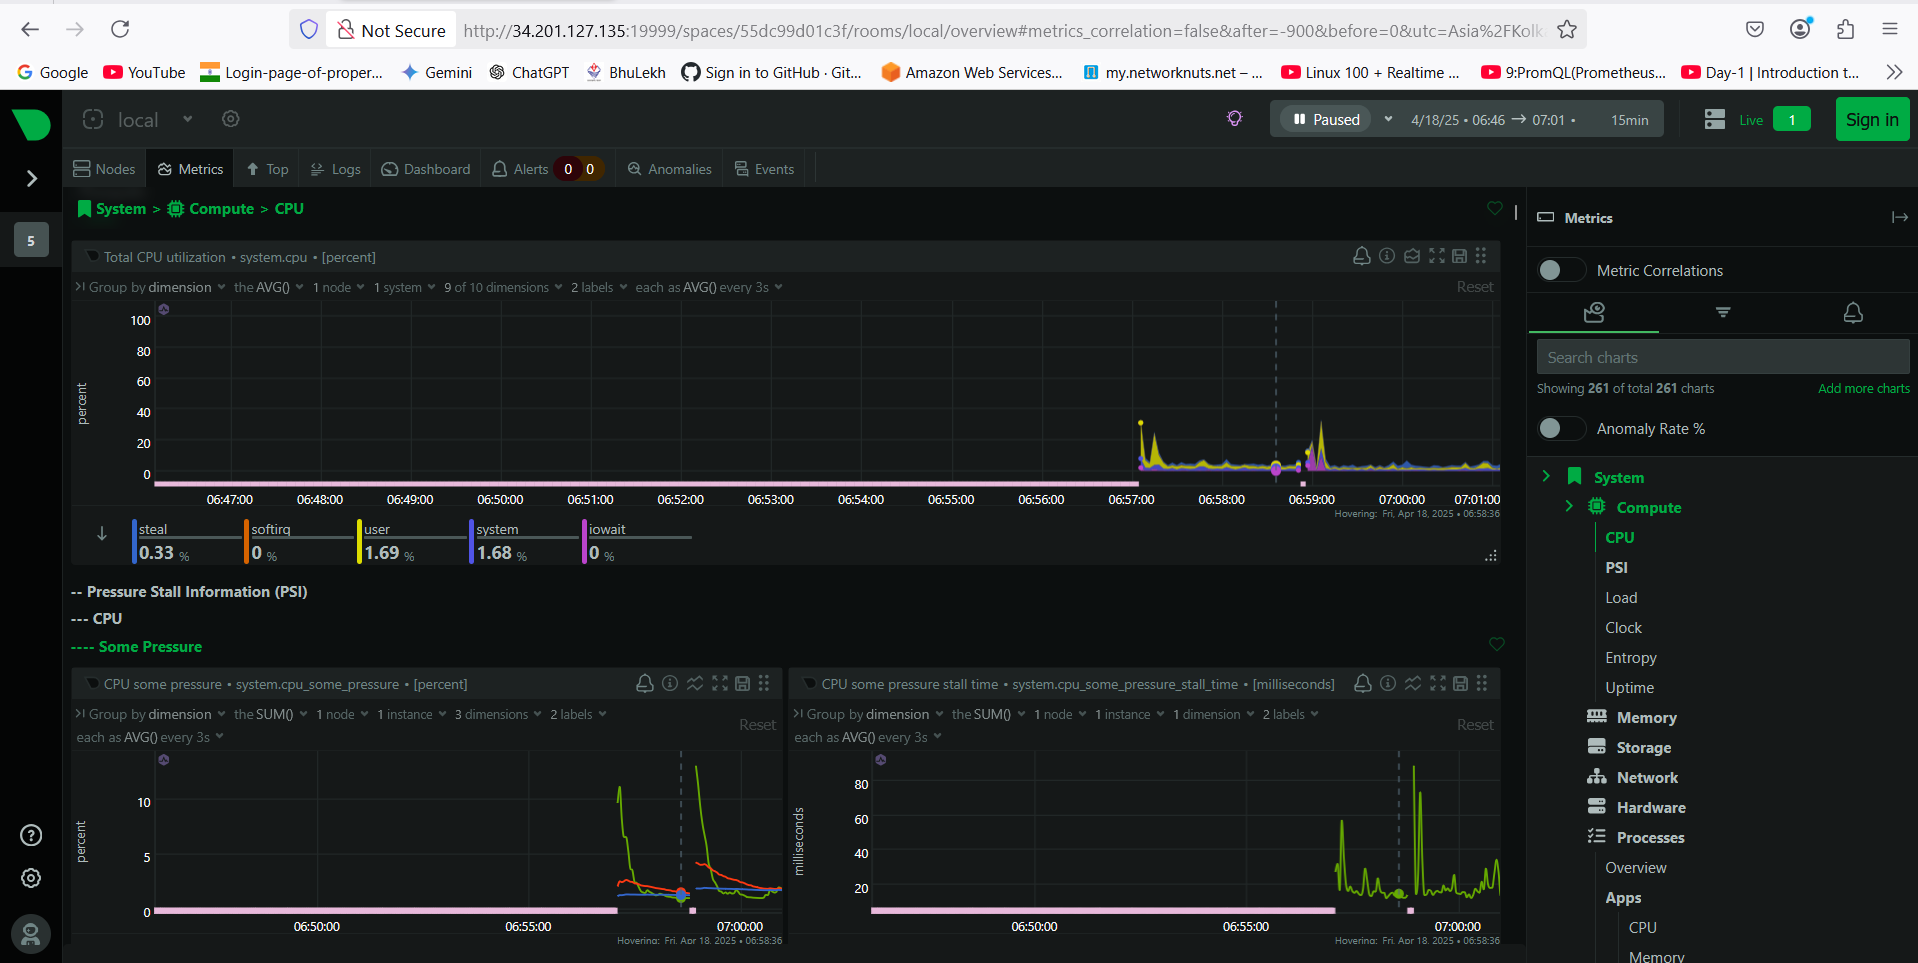 Not Secure http://34.201.127.135:19999/spaces/55dc99d01c3f/rooms/local/overview#metrics_correlation=false&after=-900&before=0&utc=Asia%2FKolk
Google YouTube Login-page-of-proper... Gemini ChatGPT BhuLekh Sign in to GitHub · Git... Amazon Web Services... my.networknuts.net – ... Linux 100 + Realtime ... 9:PromQL(Prometheus... Day-1 | Introduction t...
local Paused 4/18/25 • 06:46 → 07:01 • 15min Live 1 Sign in
Nodes Metrics Top Logs Dashboard Alerts 0 0 Anomalies Events
5
System > Compute > CPU
Total CPU utilization • system.cpu • [percent]
Group by dimension the AVG() 1 node 1 system 9 of 10 dimensions 2 labels each as AVG() every 3s Reset
percent
100
80
60
40
20
0
06:47:00 06:48:00 06:49:00 06:50:00 06:51:00 06:52:00 06:53:00 06:54:00 06:55:00 06:56:00 06:57:00 06:58:00 06:59:00 07:00:00 07:01:00
Hovering: Fri, Apr 18, 2025 • 06:58:36
steal softirq user system iowait
0.33 % 0 % 1.69 % 1.68 % 0 %
-- Pressure Stall Information (PSI)
--- CPU
---- Some Pressure
CPU some pressure • system.cpu_some_pressure • [percent]
Group by dimension the SUM() 1 node 1 instance 3 dimensions 2 labels
Reset
each as AVG() every 3s
percent
10
5
0
06:50:00 06:55:00 07:00:00
Hovering: Fri, Apr 18, 2025 • 06:58:36
CPU some pressure stall time • system.cpu_some_pressure_stall_time • [milliseconds]
Group by dimension the SUM() 1 node 1 instance 1 dimension 2 labels
Reset
each as AVG() every 3s
milliseconds
80
60
40
20
06:50:00 06:55:00 07:00:00
Hovering: Fri, Apr 18, 2025 • 06:58:36
Metrics
Metric Correlations
Search charts
Showing 261 of total 261 charts Add more charts
Anomaly Rate %
System
Compute
CPU
PSI
Load
Clock
Entropy
Uptime
Memory
Storage
Network
Hardware
Processes
Overview
Apps
CPU
Memory